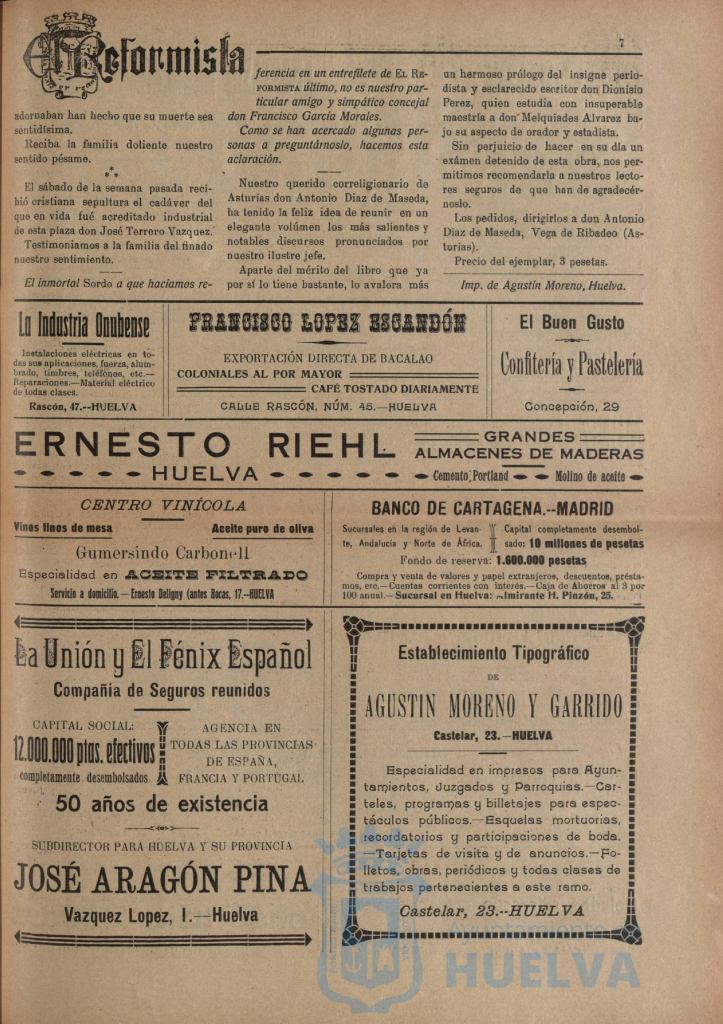 El Reformista
7
adornaban han hecho que su muerte sea
sentidísima.
Reciba la familia doliente nuestro
sentido pésame.
***
El sábado de la semana pasada reci-
bió cristiana sepultura el cadáver del
que en vida fué acreditado industrial
de esta plaza don José Terrero Vazquez.
Testimoniamos a la familia del finado
nuestro sentimiento.
El inmortal Sordo a que hacíamos re-
ferencia en un entrefilete de EL RE-
FORMISTA último, no es nuestro par-
ticular amigo y simpático concejal
don Francisco García Morales.
Como se han acercado algunas per-
sonas a preguntárnoslo, hacemos esta
aclaración.
Nuestro querido correligionario de
Asturias don Antonio Diaz de Maseda,
ha tenido la feliz idea de reunir en un
elegante volúmen los más salientes y
notables discursos pronunciados por
nuestro ilustre jefe.
Aparte del mérito del libro que ya
por sí lo tiene bastante, lo avalora más
un hermoso prólogo del insigne perio-
dista y esclarecido escritor don Dionisio
Perez, quien estudia con insuperable
maestría a don Melquiades Alvarez ba-
jo su aspecto de orador y estadista.
Sin perjuicio de hacer en su día un
exámen detenido de esta obra, nos per-
mitimos recomendarla a nuestros lecto-
res seguros de que han de agradecér-
noslo.
Los pedidos, dirigirlos a don Antonio
Diaz de Maseda, Vega de Ribadeo (As-
turias).
Precio del ejemplar, 3 pesetas.
Imp. de Agustín Moreno, Huelva.
La Industria Onubense
Instalaciones eléctricas en to-
das sus aplicaciones, fuerza, alum-
brado, timbres, teléfonos, etc.—
Reparaciones.—Material eléctrico
de todas clases.
Rascón, 47.--HUELVA
FRANCISCO LOPEZ ESCANDÓN
EXPORTACIÓN DIRECTA DE BACALAO
COLONIALES AL POR MAYOR
CAFÉ TOSTADO DIARIAMENTE
CALLE RASCÓN, NÚM. 45.—HUELVA
El Buen Gusto
Confitería y Pastelería
Concepción, 29
ERNESTO RIEHL
HUELVA
GRANDES
ALMACENES DE MADERAS
Cemento Portland
Molino de aceite
CENTRO VINÍCOLA
Vinos finos de mesa
Aceite puro de oliva
Gumersindo Carbonell
Especialidad en ACEITE FILTRADO
Servicio a domicilio.—Ernesto Deligny (antes Bocas, 17.--HUELVA
BANCO DE CARTAGENA.--MADRID
Sucursales en la región de Levan-
te, Andalucía y Norte de África.
Capital completamente desembol-
sado: 10 millones de pesetas
Fondo de reserva: 1.600.000 pesetas
Compra y venta de valores y papel extranjeros, descuentos, présta-
mos, etc.—Cuentas corrientes con interés.—Caja de Ahorros al 3 por
100 anual.—Sucursal en Huelva: Almirante H. Pinzón, 25.
La Unión y El Fénix Español
Compañía de Seguros reunidos
CAPITAL SOCIAL:
12.000.000 ptas. efectivos
completamente desembolsados
AGENCIA EN
TODAS LAS PROVINCIAS
DE ESPAÑA,
FRANCIA Y PORTUGAL
50 años de existencia
SUBDIRECTOR PARA HUELVA Y SU PROVINCIA
JOSÉ ARAGÓN PINA
Vazquez Lopez, 1.—Huelva
Establecimiento Tipográfico
DE
AGUSTIN MORENO Y GARRIDO
Castelar, 23.—HUELVA
Especialidad en impresos para Ayun-
tamientos, Juzgados y Parroquias.—Car-
teles, programas y billetajes para espec-
táculos públicos.—Esquelas mortuorias,
recordatorios y participaciones de boda.
—Tarjetas de visita y de anuncios.—Fo-
lletos, obras, periódicos y todas clases de
trabajos pertenecientes a este ramo.
Castelar, 23.--HUELVA
Ayuntamiento
HUELVA